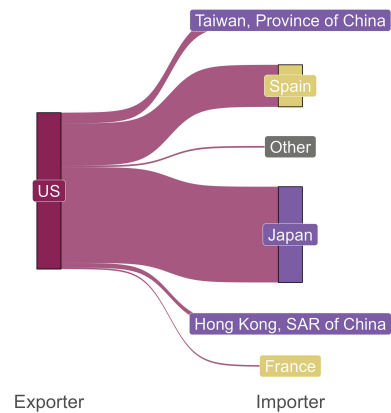 Taiwan, Province of China
Spain
Other
US
Japan
Hong Kong, SAR of China
France
Exporter
Importer